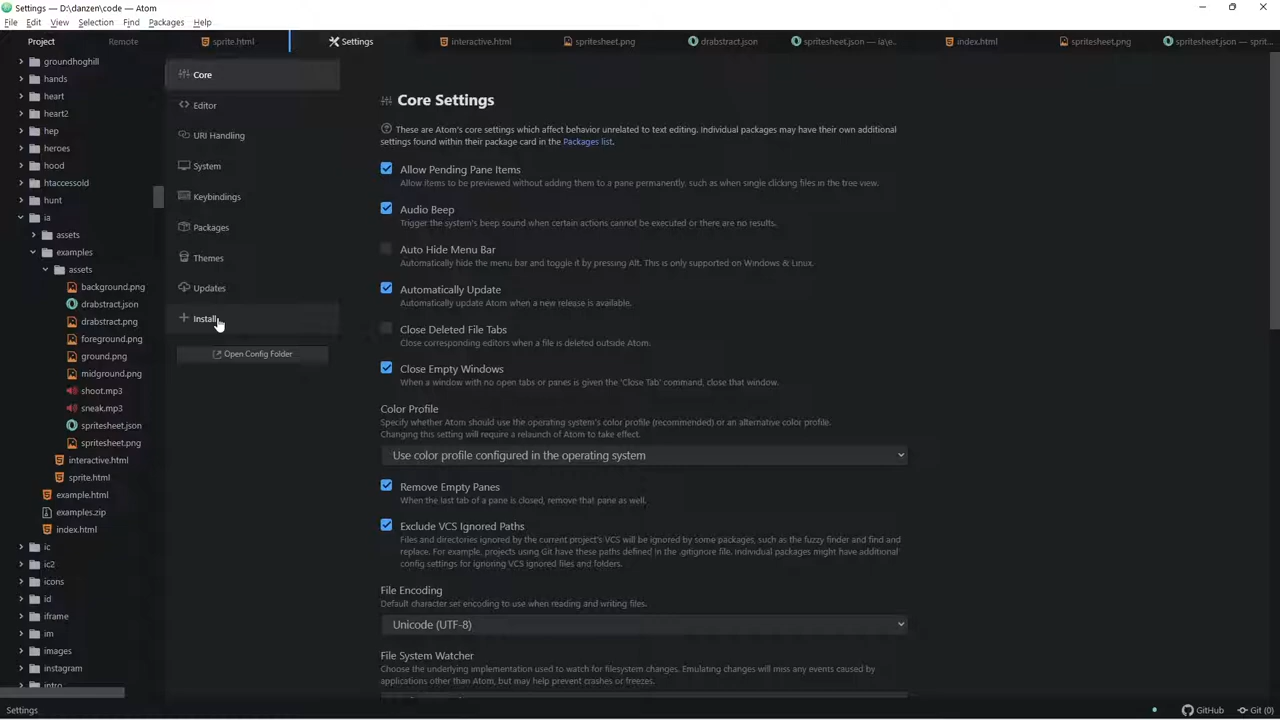 Settings — D:\danzen\code — Atom
File Edit View Selection Find Packages Help
Project
Remote
sprite.html
Settings
interactive.html
spritesheet.png
drabstract.json
spritesheet.json — ia\e...
index.html
spritesheet.png
spritesheet.json — sprit...
groundhoghill
hands
heart
heart2
hep
heroes
hood
htaccessold
hunt
ia
assets
examples
assets
background.png
drabstract.json
drabstract.png
foreground.png
ground.png
midground.png
shoot.mp3
sneak.mp3
spritesheet.json
spritesheet.png
interactive.html
sprite.html
example.html
examples.zip
index.html
ic
ic2
icons
id
iframe
im
images
instagram
intro
Core
Editor
URI Handling
System
Keybindings
Packages
Themes
Updates
Install
Open Config Folder
Core Settings
These are Atom's core settings which affect behavior unrelated to text editing. Individual packages may have their own additional
settings found within their package card in the Packages list.
Allow Pending Pane Items
Allow items to be previewed without adding them to a pane permanently, such as when single clicking files in the tree view.
Audio Beep
Trigger the system's beep sound when certain actions cannot be executed or there are no results.
Auto Hide Menu Bar
Automatically hide the menu bar and toggle it by pressing Alt. This is only supported on Windows & Linux.
Automatically Update
Automatically update Atom when a new release is available.
Close Deleted File Tabs
Close corresponding editors when a file is deleted outside Atom.
Close Empty Windows
When a window with no open tabs or panes is given the 'Close Tab' command, close that window.
Color Profile
Specify whether Atom should use the operating system's color profile (recommended) or an alternative color profile.
Changing this setting will require a relaunch of Atom to take effect.
Use color profile configured in the operating system
Remove Empty Panes
When the last tab of a pane is closed, remove that pane as well.
Exclude VCS Ignored Paths
Files and directories ignored by the current project's VCS will be ignored by some packages, such as the fuzzy finder and find and
replace. For example, projects using Git have these paths defined in the .gitignore file. Individual packages might have additional
config settings for ignoring VCS ignored files and folders.
File Encoding
Default character set encoding to use when reading and writing files.
Unicode (UTF-8)
File System Watcher
Choose the underlying implementation used to watch for filesystem changes. Emulating changes will miss any events caused by
applications other than Atom, but may help prevent crashes or freezes.
Settings
GitHub
Git (0)